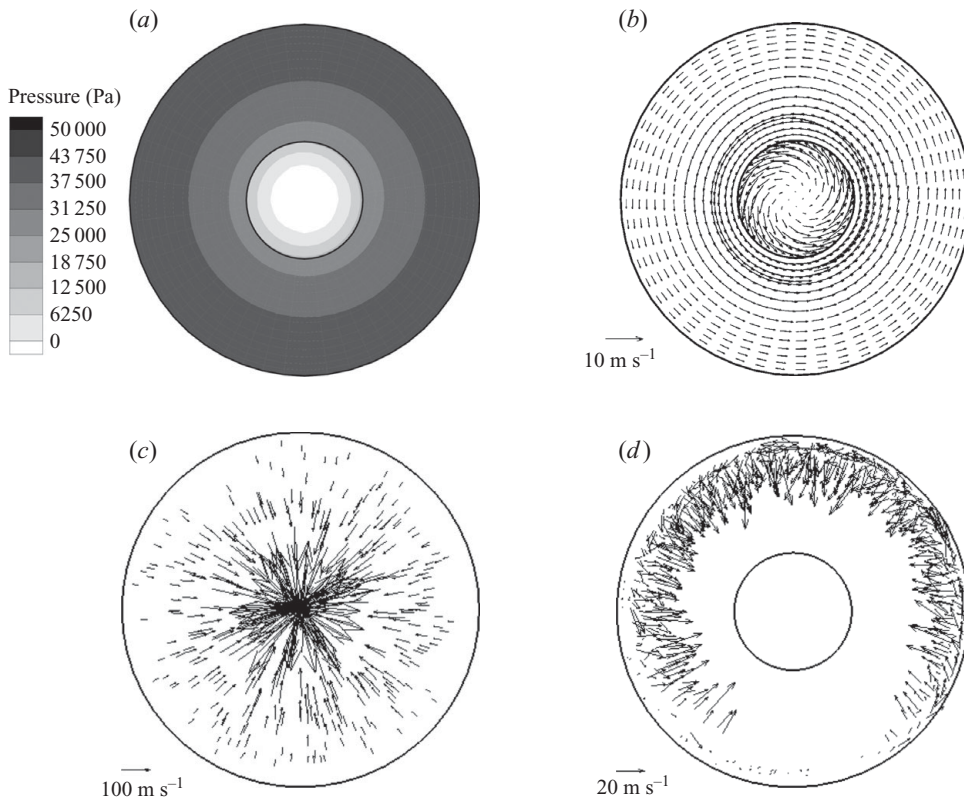 (a)
(b)
Pressure (Pa)
50 000
43 750
37 500
31 250
25 000
18 750
12 500
6250
0
10 m s⁻¹
(c)
(d)
100 m s⁻¹
20 m s⁻¹